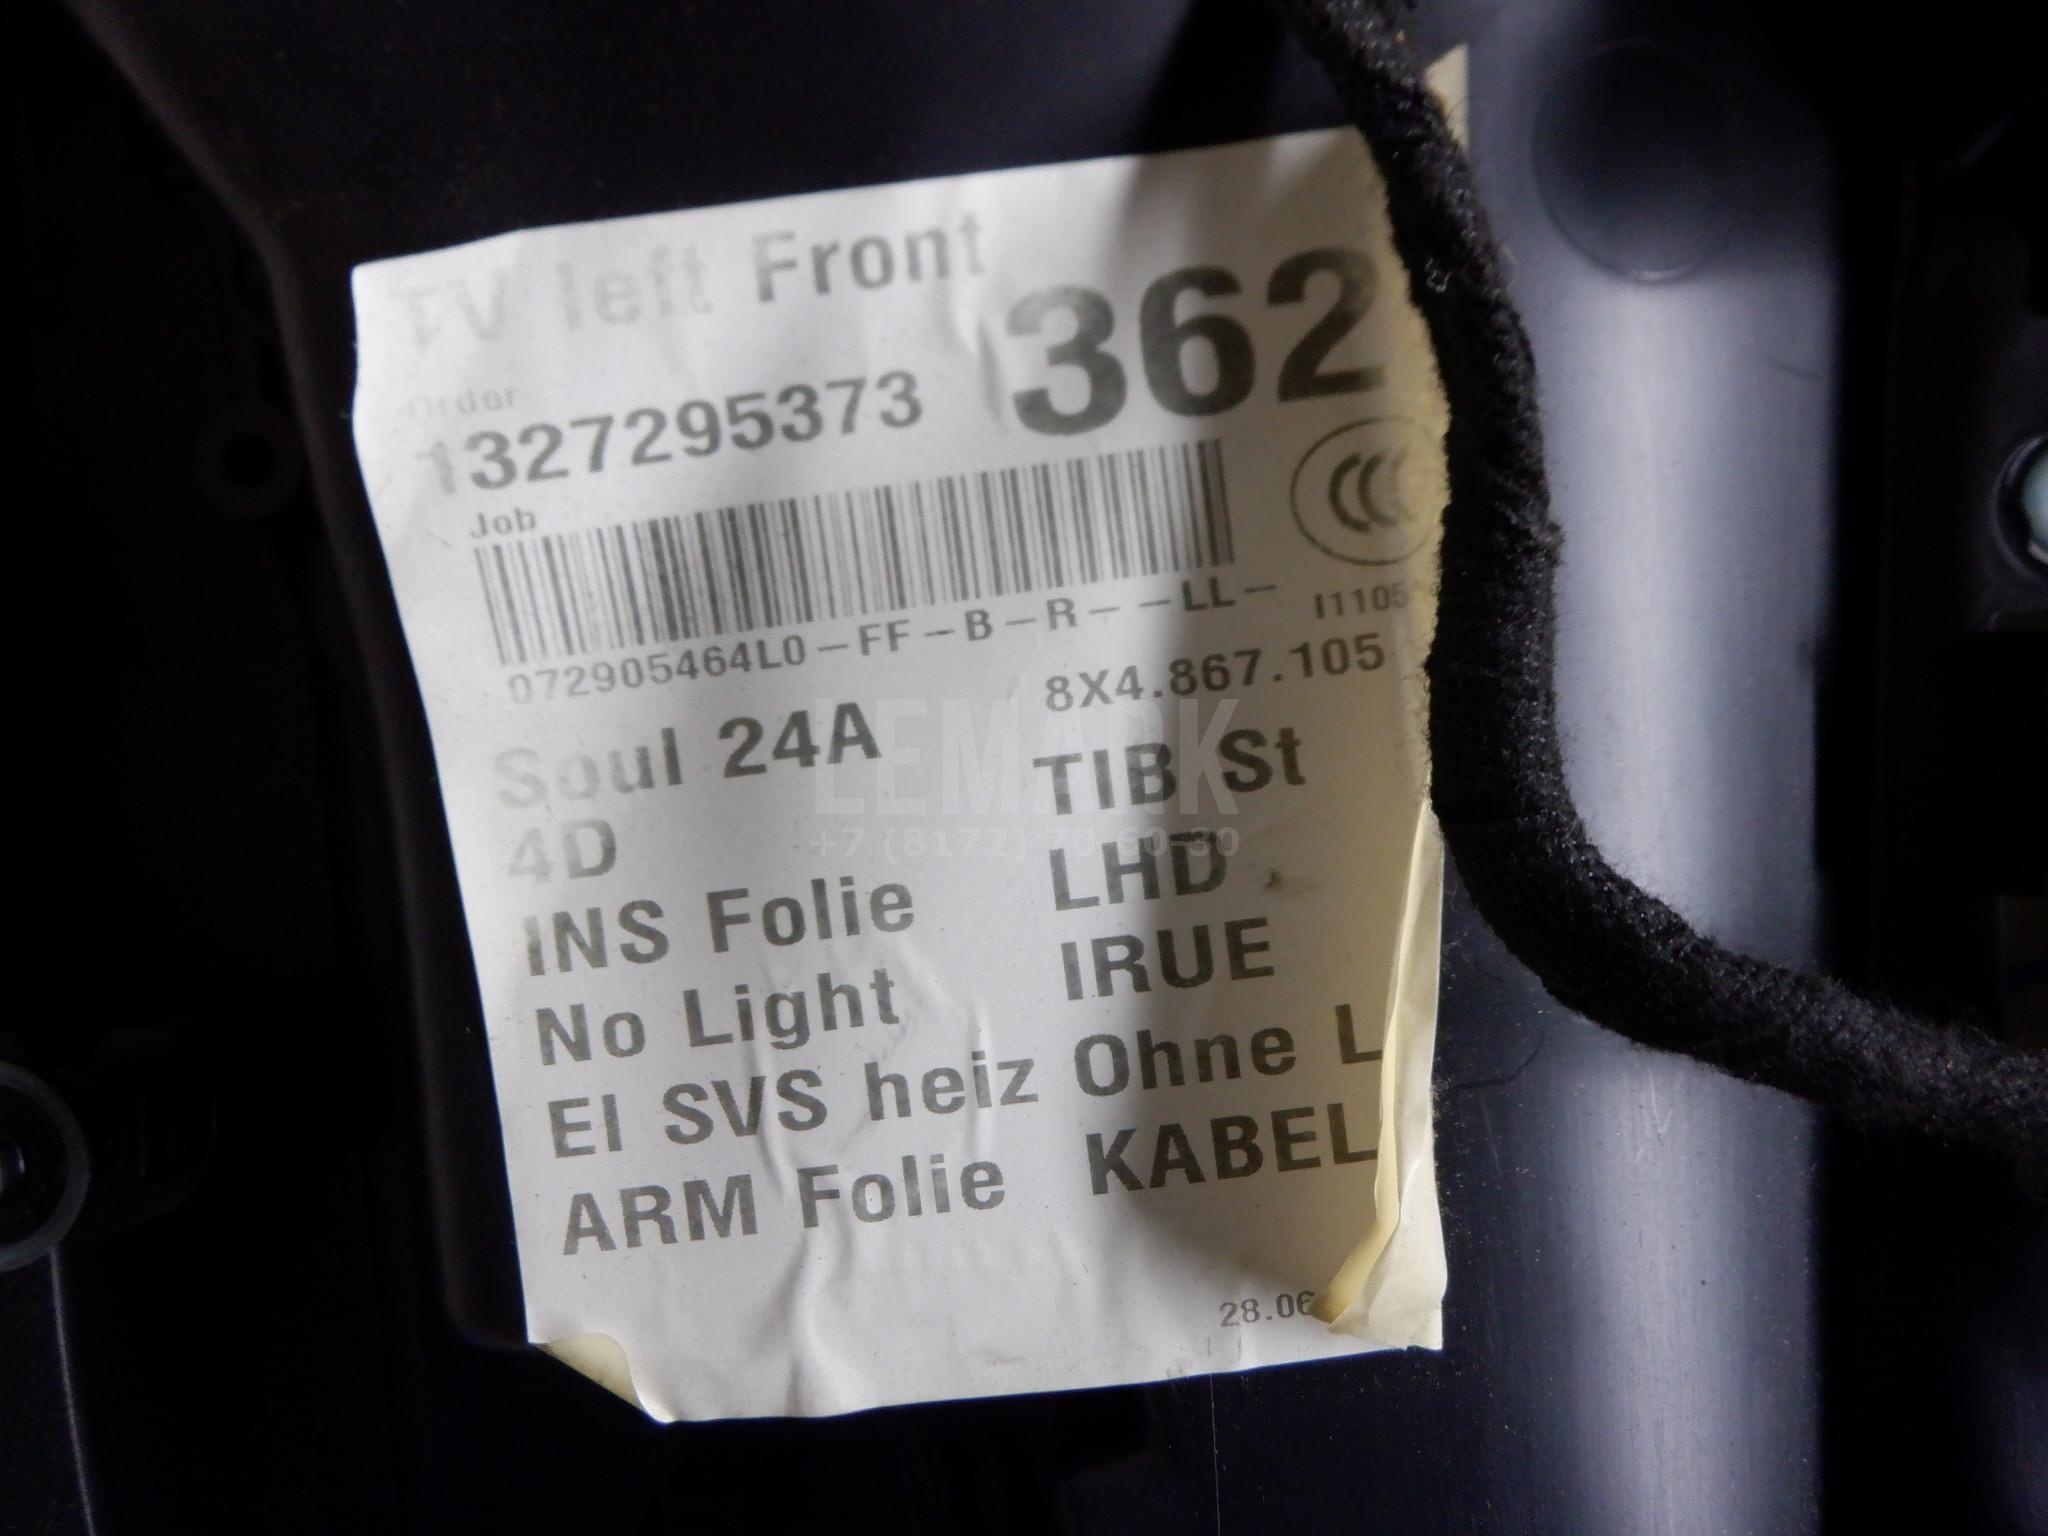 TV left Front
362
Order
1327295373
Job
072905464L0-FF-B-R--LL-
I1105
8X4.867.105
Soul 24A
TIB St
4D
LHD
INS Folie
IRUE
No Light
Ohne L
El SVS heiz
KABEL
ARM Folie
28.06
LEMARK
+7 (8172) 70-60-30